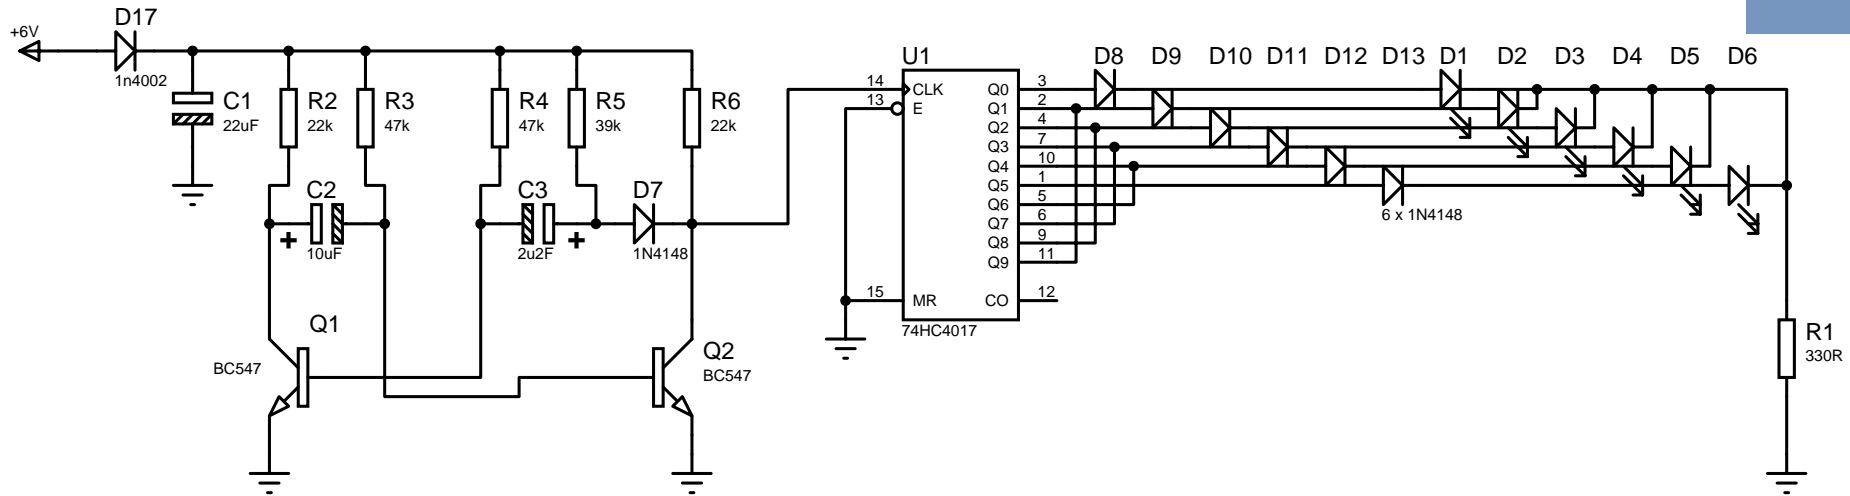 +6V
D17
1n4002
C1
22uF
R2
22k
R3
47k
R4
47k
R5
39k
R6
22k
C2
+
10uF
C3
+
2u2F
D7
1N4148
Q1
BC547
Q2
BC547
U1
14 CLK
13 E
15 MR
Q0 3
Q1 2
Q2 4
Q3 7
Q4 10
Q5 1
Q6 5
Q7 6
Q8 9
Q9 11
CO 12
74HC4017
D8 D9 D10 D11 D12 D13 D1 D2 D3 D4 D5 D6
6 x 1N4148
R1
330R